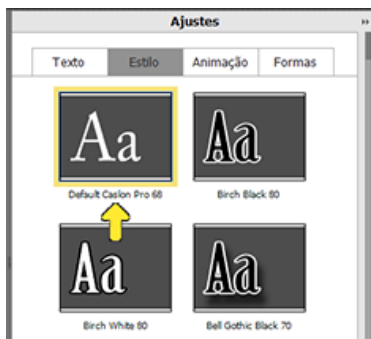 Ajustes
Texto Estilo Animação Formas
Aa Aa
Default Caslon Pro 68 Birch Black 80
Aa Aa
Birch White 80 Bell Gothic Black 70